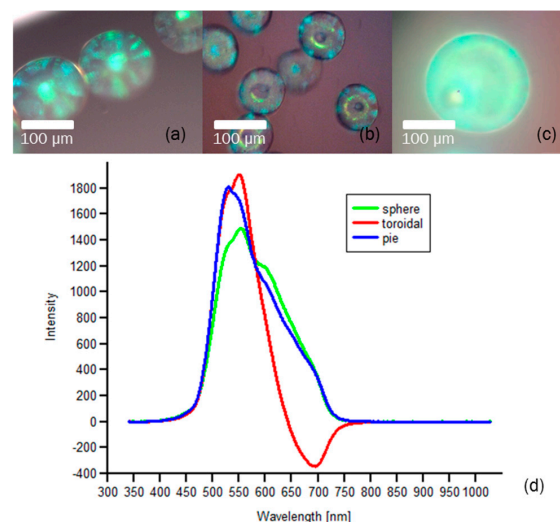 100 µm
(a)
100 µm
(b)
100 µm
(c)
1800
1600
1400
1200
1000
800
600
400
200
0
-200
-400
Intensity
sphere
toroidal
pie
300 350 400 450 500 550 600 650 700 750 800 850 900 950 1000
Wavelength [nm]
(d)